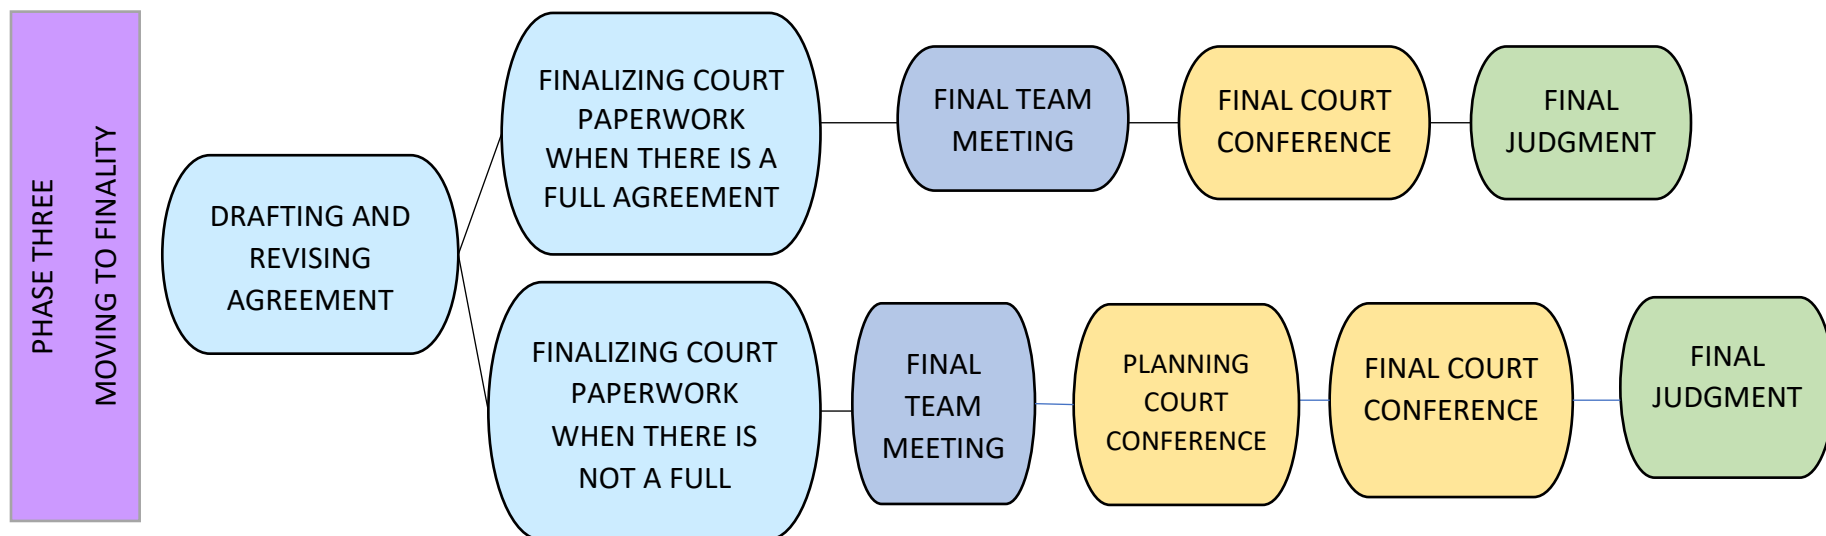 PHASE THREE
MOVING TO FINALITY
DRAFTING AND
REVISING
AGREEMENT
FINALIZING COURT
PAPERWORK
WHEN THERE IS A
FULL AGREEMENT
FINAL TEAM
MEETING
FINAL COURT
CONFERENCE
FINAL
JUDGMENT
FINALIZING COURT
PAPERWORK
WHEN THERE IS
NOT A FULL
FINAL
TEAM
MEETING
PLANNING
COURT
CONFERENCE
FINAL COURT
CONFERENCE
FINAL
JUDGMENT